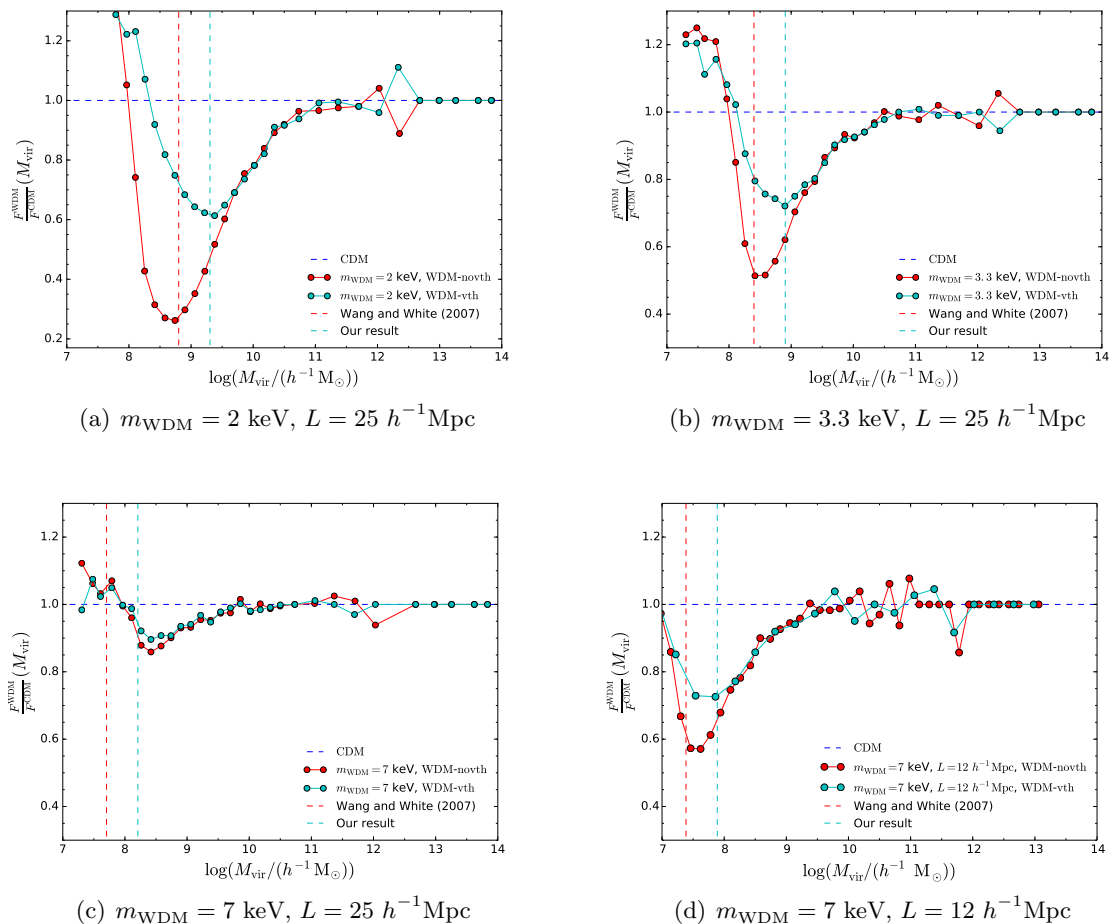 1.2
1.0
0.8
0.6
0.4
0.2
F^WDM/F^CDM (M_vir)
CDM
m_WDM = 2 keV, WDM-novth
m_WDM = 2 keV, WDM-vth
Wang and White (2007)
Our result
7 8 9 10 11 12 13 14
log(M_vir/(h^−1 M_⊙))
(a) m_WDM = 2 keV, L = 25 h^−1Mpc
1.2
1.0
0.8
0.6
0.4
F^WDM/F^CDM (M_vir)
CDM
m_WDM = 3.3 keV, WDM-novth
m_WDM = 3.3 keV, WDM-vth
Wang and White (2007)
Our result
7 8 9 10 11 12 13 14
log(M_vir/(h^−1 M_⊙))
(b) m_WDM = 3.3 keV, L = 25 h^−1Mpc
1.2
1.0
0.8
0.6
0.4
F^WDM/F^CDM (M_vir)
CDM
m_WDM = 7 keV, WDM-novth
m_WDM = 7 keV, WDM-vth
Wang and White (2007)
Our result
7 8 9 10 11 12 13 14
log(M_vir/(h^−1 M_⊙))
(c) m_WDM = 7 keV, L = 25 h^−1Mpc
1.2
1.0
0.8
0.6
0.4
F^WDM/F^CDM (M_vir)
CDM
m_WDM = 7 keV, L = 12 h^−1Mpc, WDM-novth
m_WDM = 7 keV, L = 12 h^−1Mpc, WDM-vth
Wang and White (2007)
Our result
7 8 9 10 11 12 13 14
log(M_vir/(h^−1 M_⊙))
(d) m_WDM = 7 keV, L = 12 h^−1Mpc